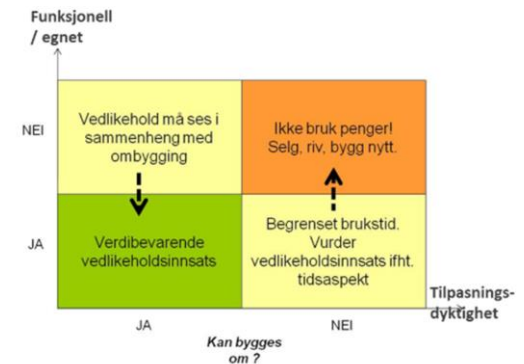 Funksjonell
/ egnet
NEI
Vedlikehold må ses i
sammenheng med
ombygging
Ikke bruk penger!
Selg, riv, bygg nytt.
JA
Verdibevarende
vedlikeholdsinnsats
Begrenset brukstid.
Vurder
vedlikeholdsinnsats ifht.
tidsaspekt
Tilpasnings-
dyktighet
JA
NEI
Kan bygges
om ?